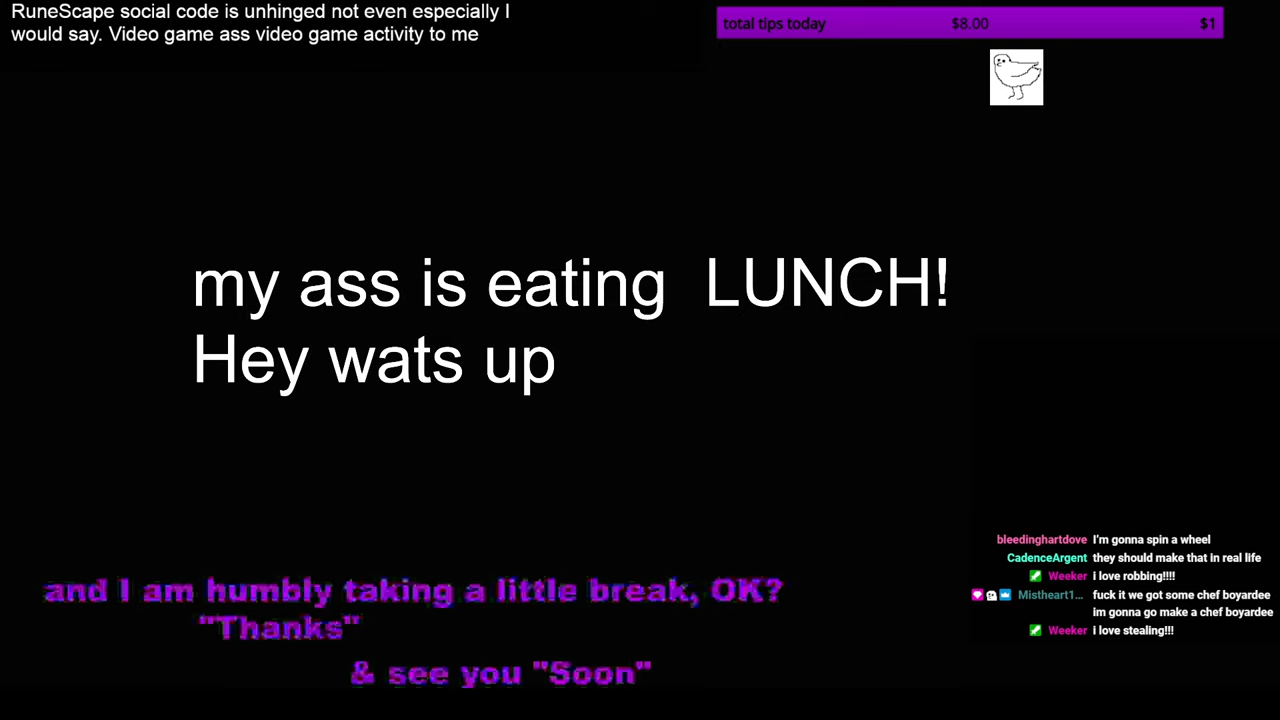 RuneScape social code is unhinged not even especially I
would say. Video game ass video game activity to me
total tips today $8.00 $1
my ass is eating  LUNCH!
Hey wats up
bleedinghartdove I'm gonna spin a wheel
CadenceArgent they should make that in real life
Weeker i love robbing!!!!
Mistheart1... fuck it we got some chef boyardee
im gonna go make a chef boyardee
Weeker i love stealing!!!
and I am humbly taking a little break, OK?
"Thanks"
& see you "Soon"